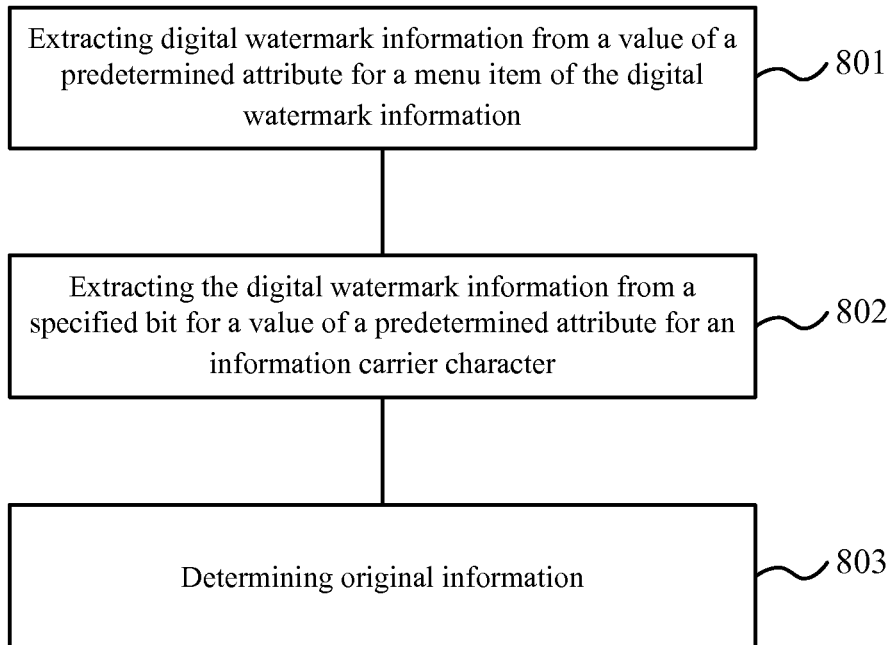 Extracting digital watermark information from a value of a
predetermined attribute for a menu item of the digital
watermark information
801
Extracting the digital watermark information from a
specified bit for a value of a predetermined attribute for an
information carrier character
802
Determining original information
803